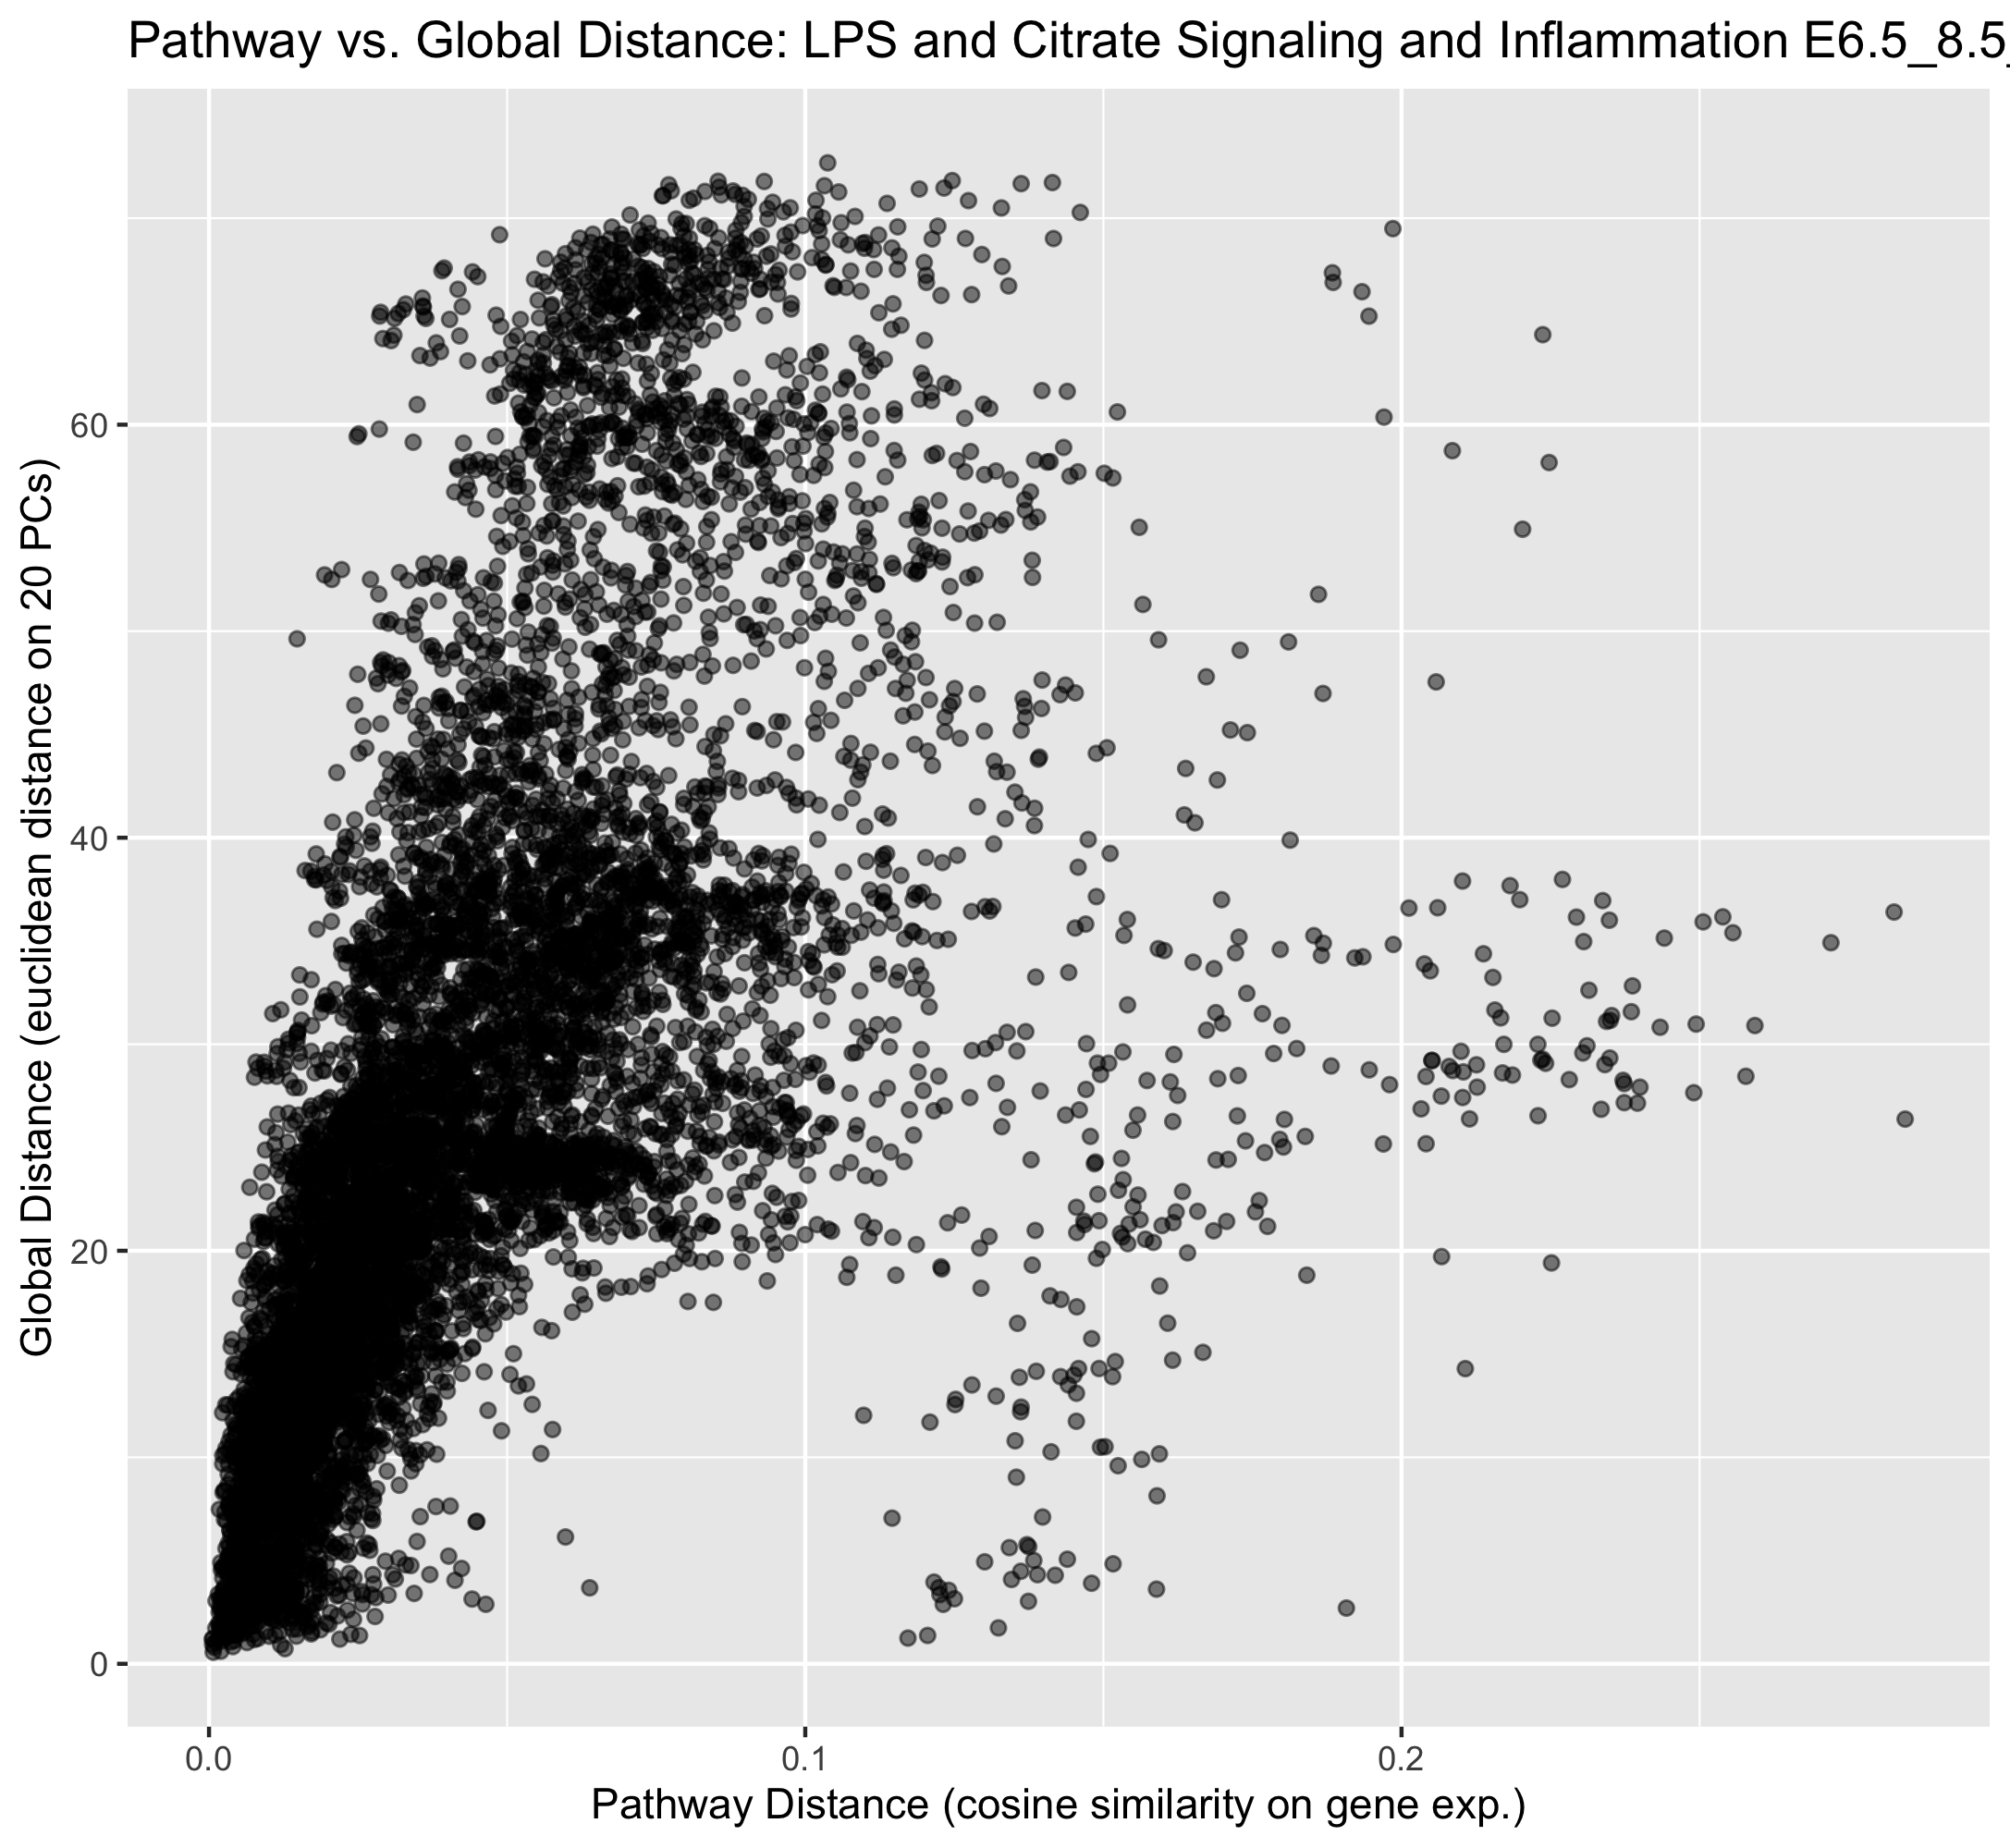 Pathway vs. Global Distance: LPS and Citrate Signaling and Inflammation E6.5_8.5_
Global Distance (euclidean distance on 20 PCs)
60
40
20
0
0.0
0.1
0.2
Pathway Distance (cosine similarity on gene exp.)